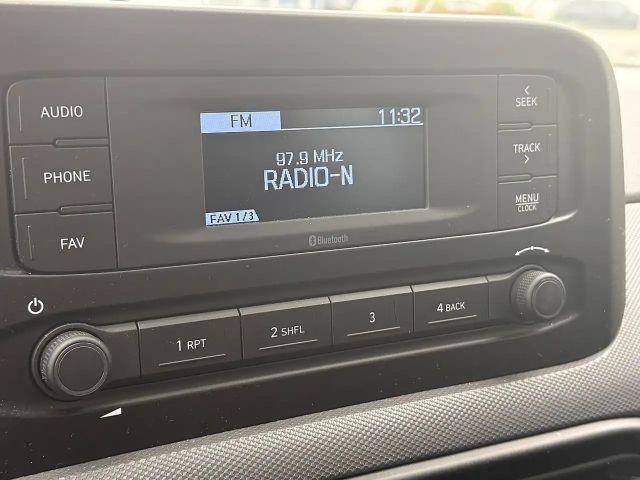 AUDIO
PHONE
FAV
FM
11:32
97.9 MHz
RADIO-N
FAV 1/3
Bluetooth
SEEK
TRACK
MENU
CLOCK
1 RPT
2 SHFL
3
4 BACK